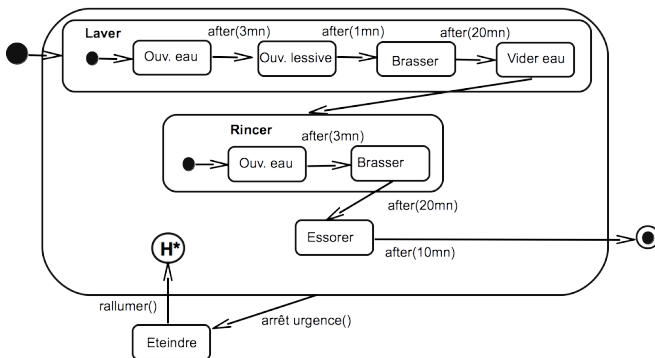 Laver
after(3mn)
after(1mn)
after(20mn)
Ouv. eau
Ouv. lessive
Brasser
Vider eau
Rincer
after(3mn)
Ouv. eau
Brasser
after(20mn)
Essorer
after(10mn)
H*
rallumer()
arrêt urgence()
Eteindre